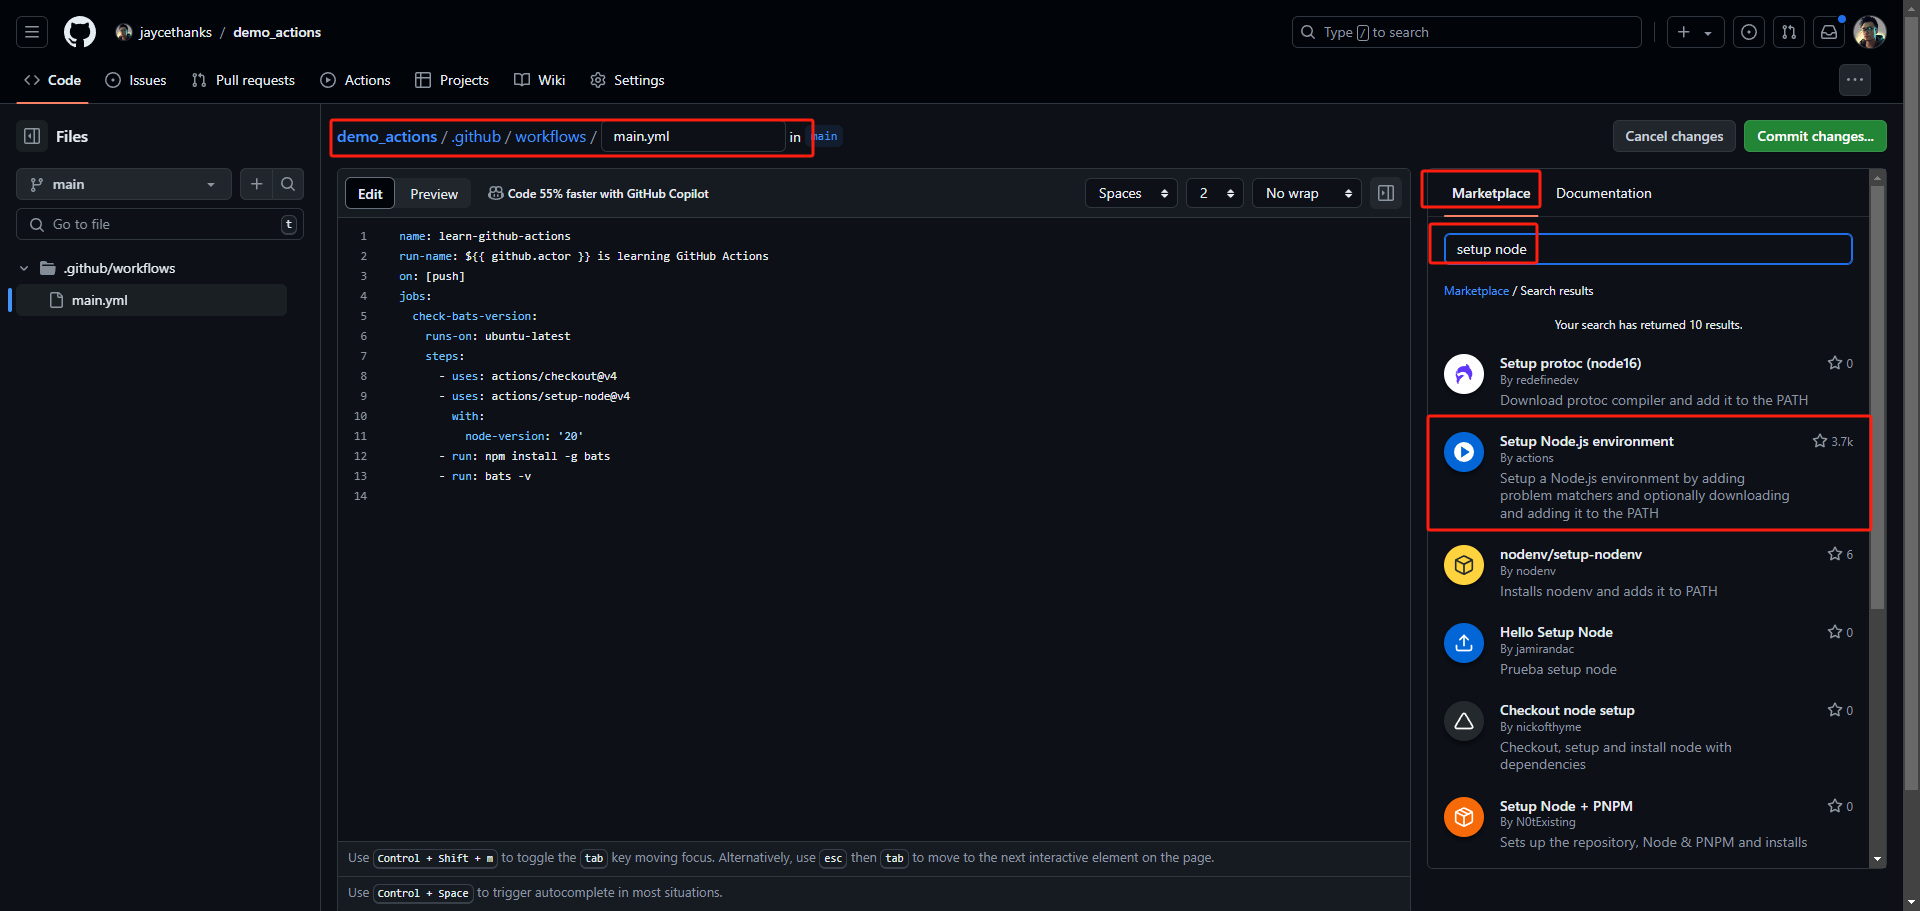 jaycethanks / demo_actions
Type / to search
Code
Issues
Pull requests
Actions
Projects
Wiki
Settings
Files
main
Go to file
t
.github/workflows
main.yml
demo_actions / .github / workflows / main.yml in main
Cancel changes
Commit changes...
Edit
Preview
Code 55% faster with GitHub Copilot
Spaces
2
No wrap
1 name: learn-github-actions
2 run-name: ${{ github.actor }} is learning GitHub Actions
3 on: [push]
4 jobs:
5 check-bats-version:
6 runs-on: ubuntu-latest
7 steps:
8 - uses: actions/checkout@v4
9 - uses: actions/setup-node@v4
10 with:
11 node-version: '20'
12 - run: npm install -g bats
13 - run: bats -v
14
Use Control + Shift + m to toggle the tab key moving focus. Alternatively, use esc then tab to move to the next interactive element on the page.
Use Control + Space to trigger autocomplete in most situations.
Marketplace
Documentation
setup node
Marketplace / Search results
Your search has returned 10 results.
Setup protoc (node16) 0
By redefinedev
Download protoc compiler and add it to the PATH
Setup Node.js environment 3.7k
By actions
Setup a Node.js environment by adding
problem matchers and optionally downloading
and adding it to the PATH
nodenv/setup-nodenv 6
By nodenv
Installs nodenv and adds it to PATH
Hello Setup Node 0
By jamirandac
Prueba setup node
Checkout node setup 0
By nickofthyme
Checkout, setup and install node with
dependencies
Setup Node + PNPM 0
By N0tExisting
Sets up the repository, Node & PNPM and installs